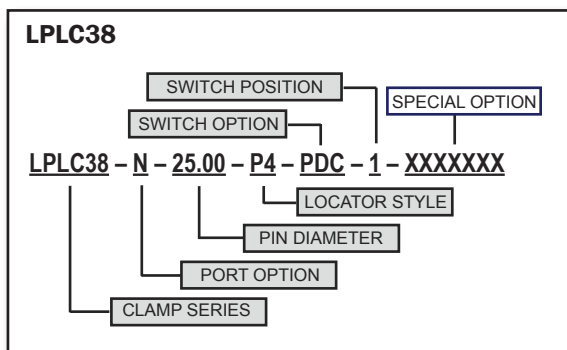 LPLC38
SWITCH POSITION
SPECIAL OPTION
SWITCH OPTION
LPLC38 – N – 25.00 – P4 – PDC – 1 – XXXXXXX
LOCATOR STYLE
PIN DIAMETER
PORT OPTION
CLAMP SERIES